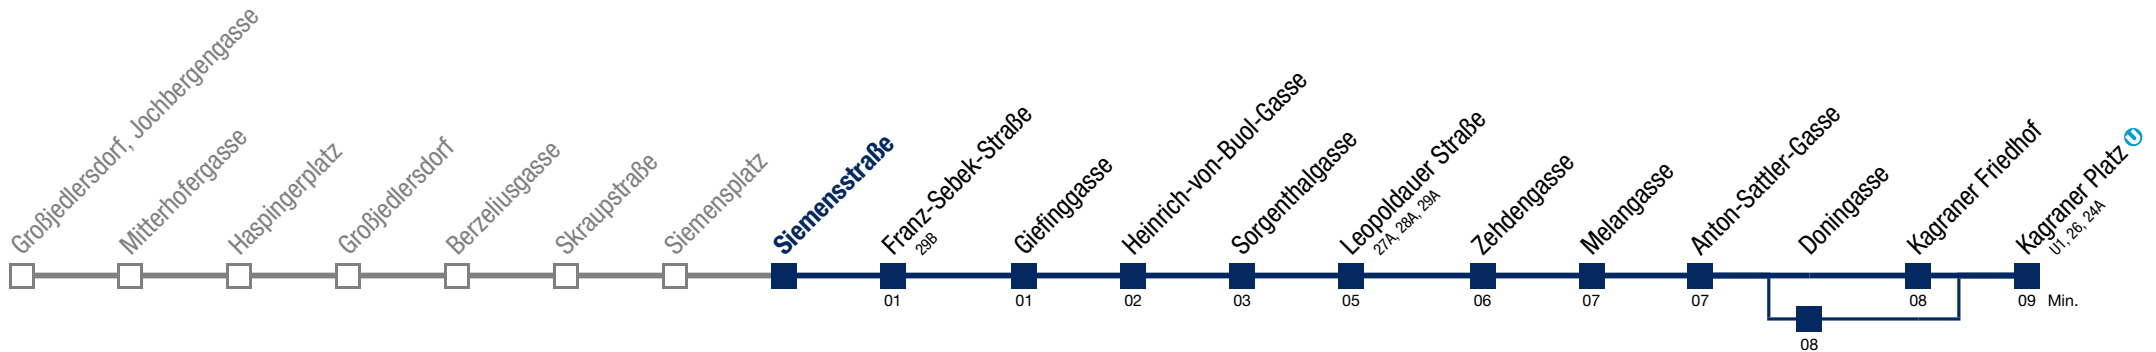 Großjedlersdorf, Jochbergengasse
Mitterhofergasse
Haspingerplatz
Großjedlersdorf
Berzeliusgasse
Skraupstraße
Siemensplatz
Siemensstraße
Franz-Sebek-Straße
29B
Giefinggasse
Heinrich-von-Buol-Gasse
Sorgenthalgasse
Leopoldauer Straße
27A, 28A, 29A
Zehdengasse
Melangasse
Anton-Sattler-Gasse
Doningasse
Kagraner Friedhof
Kagraner Platz U
U1, 26, 24A
01 01 02 03 05 06 07 07 08 09 Min.
08